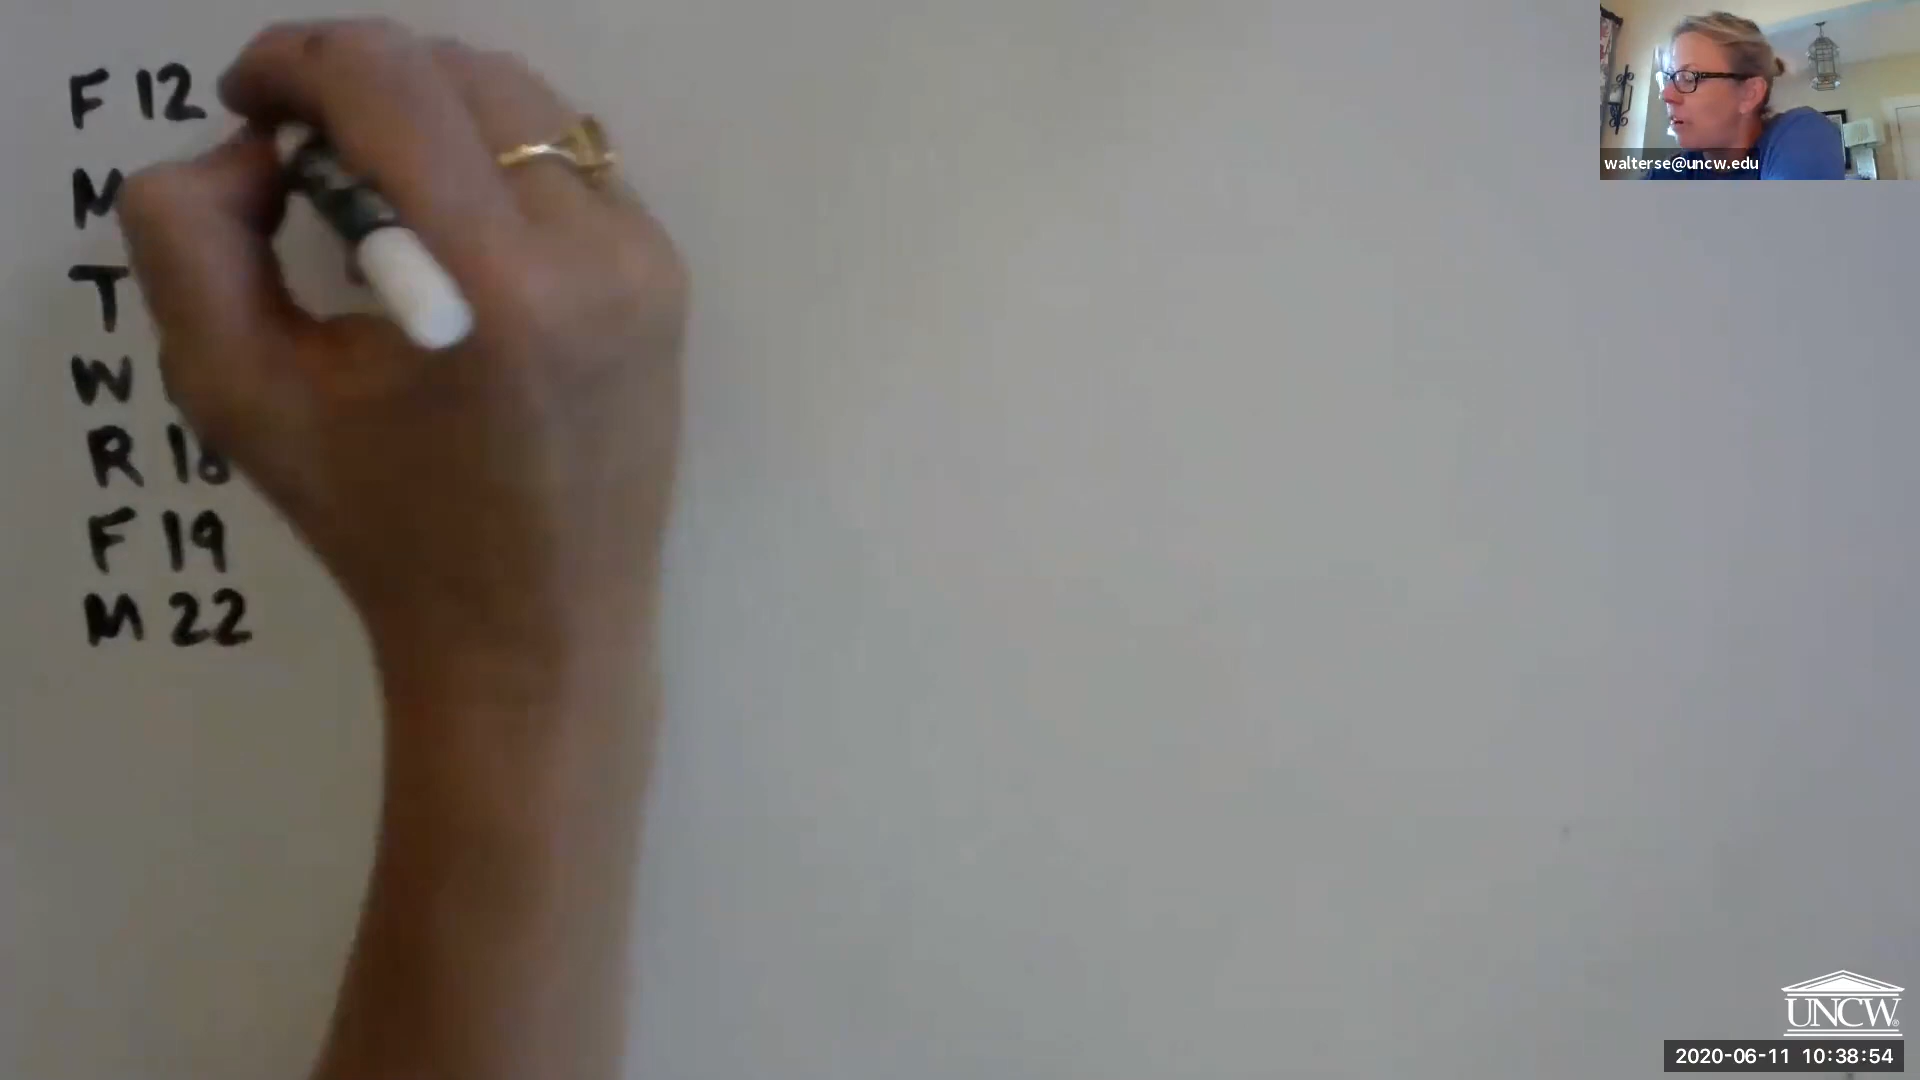 F 12
M
T
W
R 18
F 19
M 22
walterse@uncw.edu
UNCW
2020-06-11 10:38:54